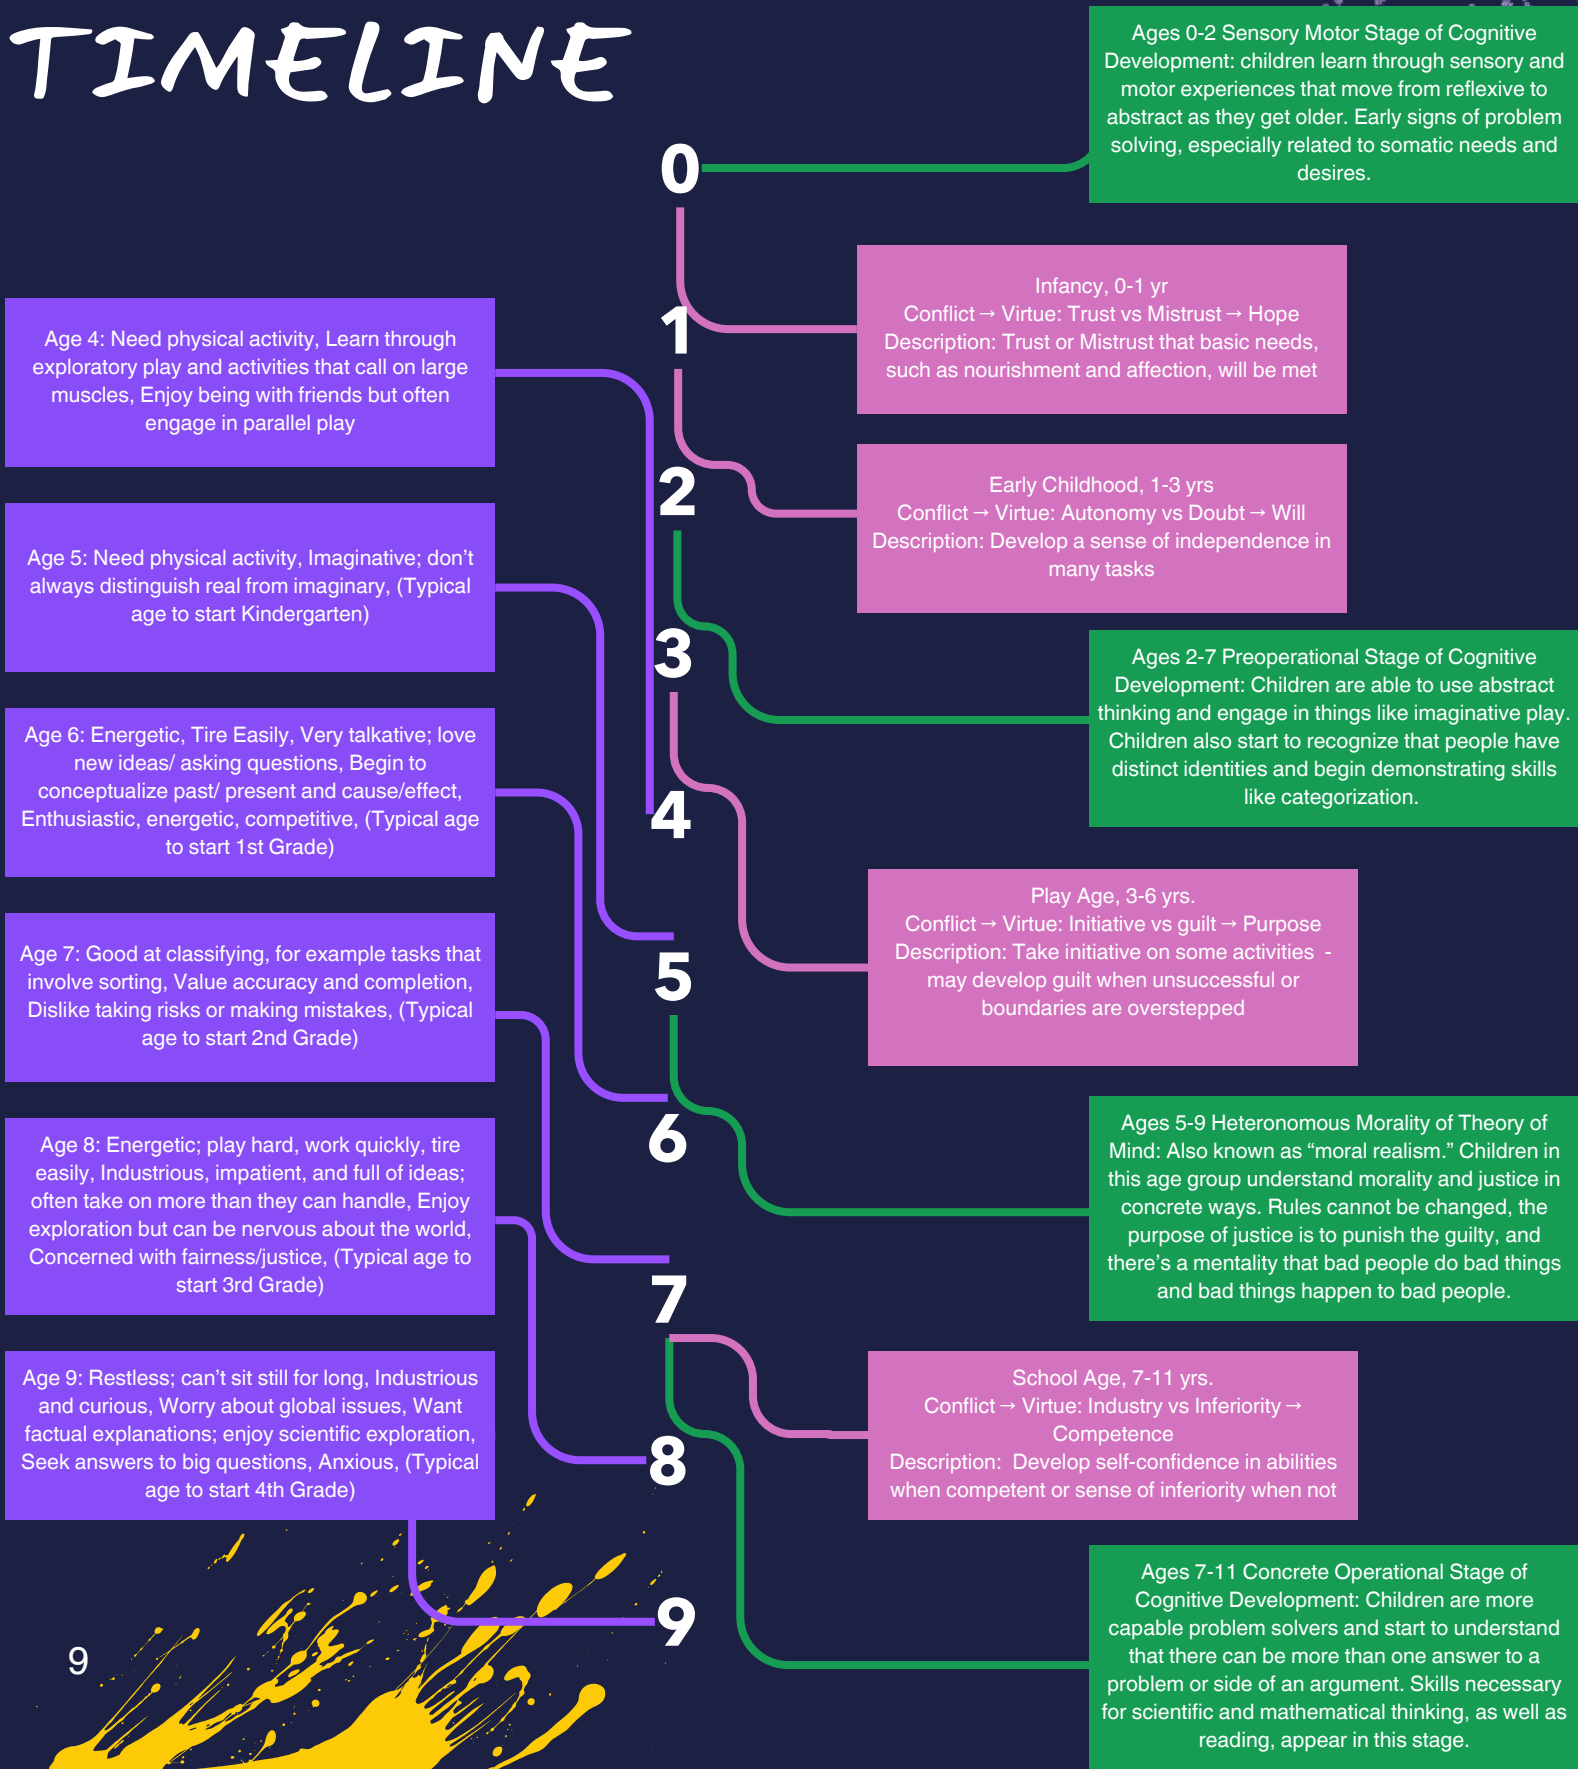 TIMELINE
Ages 0-2 Sensory Motor Stage of Cognitive
Development: children learn through sensory and
motor experiences that move from reflexive to
abstract as they get older. Early signs of problem
solving, especially related to somatic needs and
desires.
0
Infancy, 0-1 yr
Conflict → Virtue: Trust vs Mistrust → Hope
Description: Trust or Mistrust that basic needs,
such as nourishment and affection, will be met
1
Early Childhood, 1-3 yrs
Conflict → Virtue: Autonomy vs Doubt → Will
Description: Develop a sense of independence in
many tasks
2
Ages 2-7 Preoperational Stage of Cognitive
Development: Children are able to use abstract
thinking and engage in things like imaginative play.
Children also start to recognize that people have
distinct identities and begin demonstrating skills
like categorization.
3
4
Play Age, 3-6 yrs.
Conflict → Virtue: Initiative vs guilt → Purpose
Description: Take initiative on some activities -
may develop guilt when unsuccessful or
boundaries are overstepped
5
Ages 5-9 Heteronomous Morality of Theory of
Mind: Also known as “moral realism.” Children in
this age group understand morality and justice in
concrete ways. Rules cannot be changed, the
purpose of justice is to punish the guilty, and
there’s a mentality that bad people do bad things
and bad things happen to bad people.
6
7
School Age, 7-11 yrs.
Conflict → Virtue: Industry vs Inferiority →
Competence
Description: Develop self-confidence in abilities
when competent or sense of inferiority when not
8
Ages 7-11 Concrete Operational Stage of
Cognitive Development: Children are more
capable problem solvers and start to understand
that there can be more than one answer to a
problem or side of an argument. Skills necessary
for scientific and mathematical thinking, as well as
reading, appear in this stage.
9
Age 4: Need physical activity, Learn through
exploratory play and activities that call on large
muscles, Enjoy being with friends but often
engage in parallel play
Age 5: Need physical activity, Imaginative; don’t
always distinguish real from imaginary, (Typical
age to start Kindergarten)
Age 6: Energetic, Tire Easily, Very talkative; love
new ideas/ asking questions, Begin to
conceptualize past/ present and cause/effect,
Enthusiastic, energetic, competitive, (Typical age
to start 1st Grade)
Age 7: Good at classifying, for example tasks that
involve sorting, Value accuracy and completion,
Dislike taking risks or making mistakes, (Typical
age to start 2nd Grade)
Age 8: Energetic; play hard, work quickly, tire
easily, Industrious, impatient, and full of ideas;
often take on more than they can handle, Enjoy
exploration but can be nervous about the world,
Concerned with fairness/justice, (Typical age to
start 3rd Grade)
Age 9: Restless; can’t sit still for long, Industrious
and curious, Worry about global issues, Want
factual explanations; enjoy scientific exploration,
Seek answers to big questions, Anxious, (Typical
age to start 4th Grade)
9